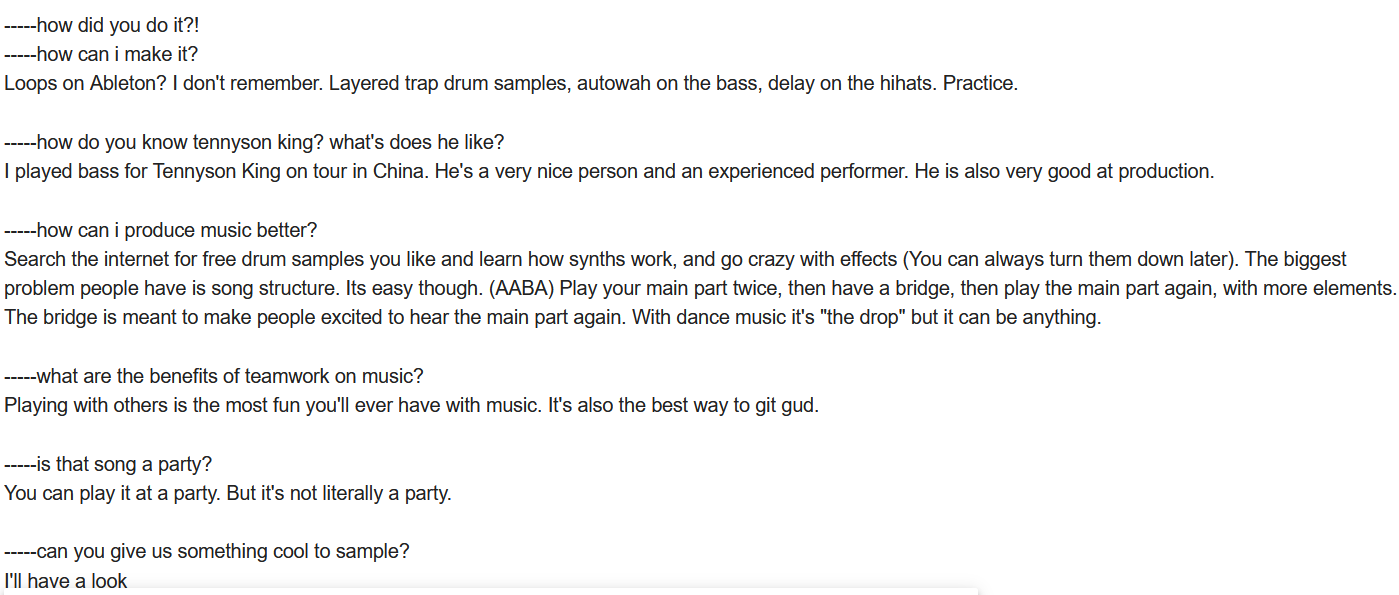 -----how did you do it?!
-----how can i make it?
Loops on Ableton? I don't remember. Layered trap drum samples, autowah on the bass, delay on the hihats. Practice.
-----how do you know tennyson king? what's does he like?
I played bass for Tennyson King on tour in China. He's a very nice person and an experienced performer. He is also very good at production.
-----how can i produce music better?
Search the internet for free drum samples you like and learn how synths work, and go crazy with effects (You can always turn them down later). The biggest
problem people have is song structure. Its easy though. (AABA) Play your main part twice, then have a bridge, then play the main part again, with more elements.
The bridge is meant to make people excited to hear the main part again. With dance music it's "the drop" but it can be anything.
-----what are the benefits of teamwork on music?
Playing with others is the most fun you'll ever have with music. It's also the best way to git gud.
-----is that song a party?
You can play it at a party. But it's not literally a party.
-----can you give us something cool to sample?
I'll have a look